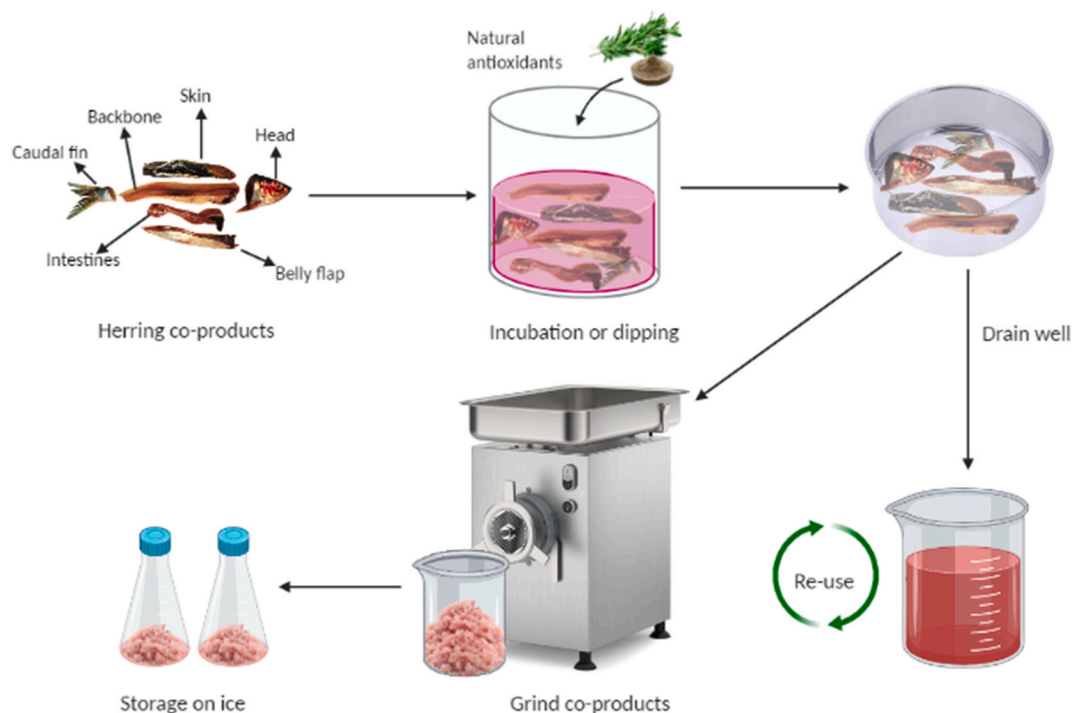 Natural
antioxidants
Skin
Backbone
Head
Caudal fin
Intestines
Belly flap
Herring co-products
Incubation or dipping
Drain well
Re-use
Storage on ice
Grind co-products